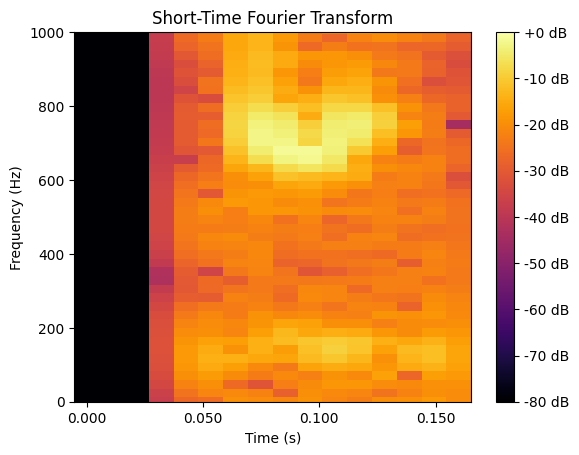 Short-Time Fourier Transform
Frequency (Hz)
1000
800
600
400
200
0
0.000
0.050
0.100
0.150
Time (s)
+0 dB
-10 dB
-20 dB
-30 dB
-40 dB
-50 dB
-60 dB
-70 dB
-80 dB